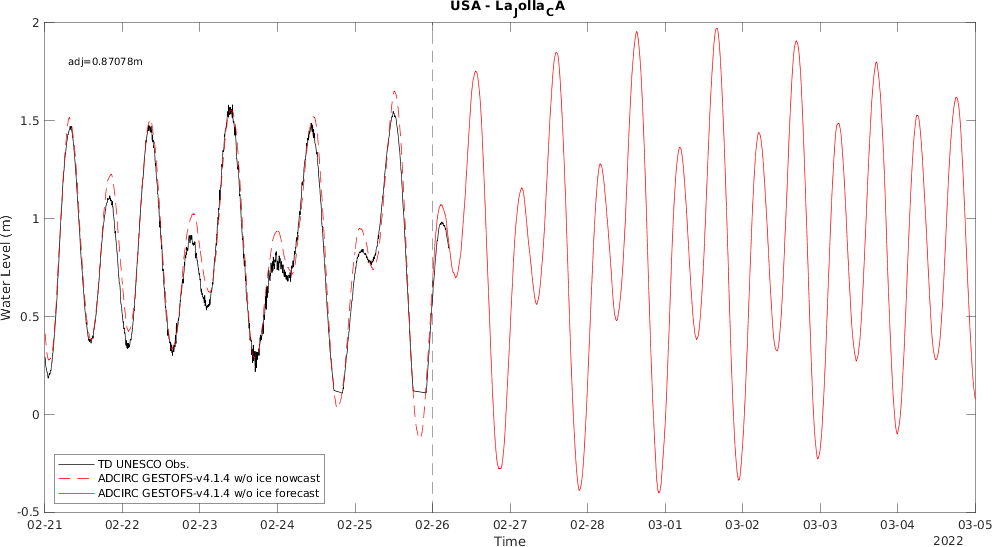 USA - LaJollaCA
adj=0.87078m
2
1.5
1
0.5
0
-0.5
Water Level (m)
TD UNESCO Obs.
ADCIRC GESTOFS-v4.1.4 w/o ice nowcast
ADCIRC GESTOFS-v4.1.4 w/o ice forecast
02-21 02-22 02-23 02-24 02-25 02-26 02-27 02-28 03-01 03-02 03-03 03-04 03-05
Time
2022